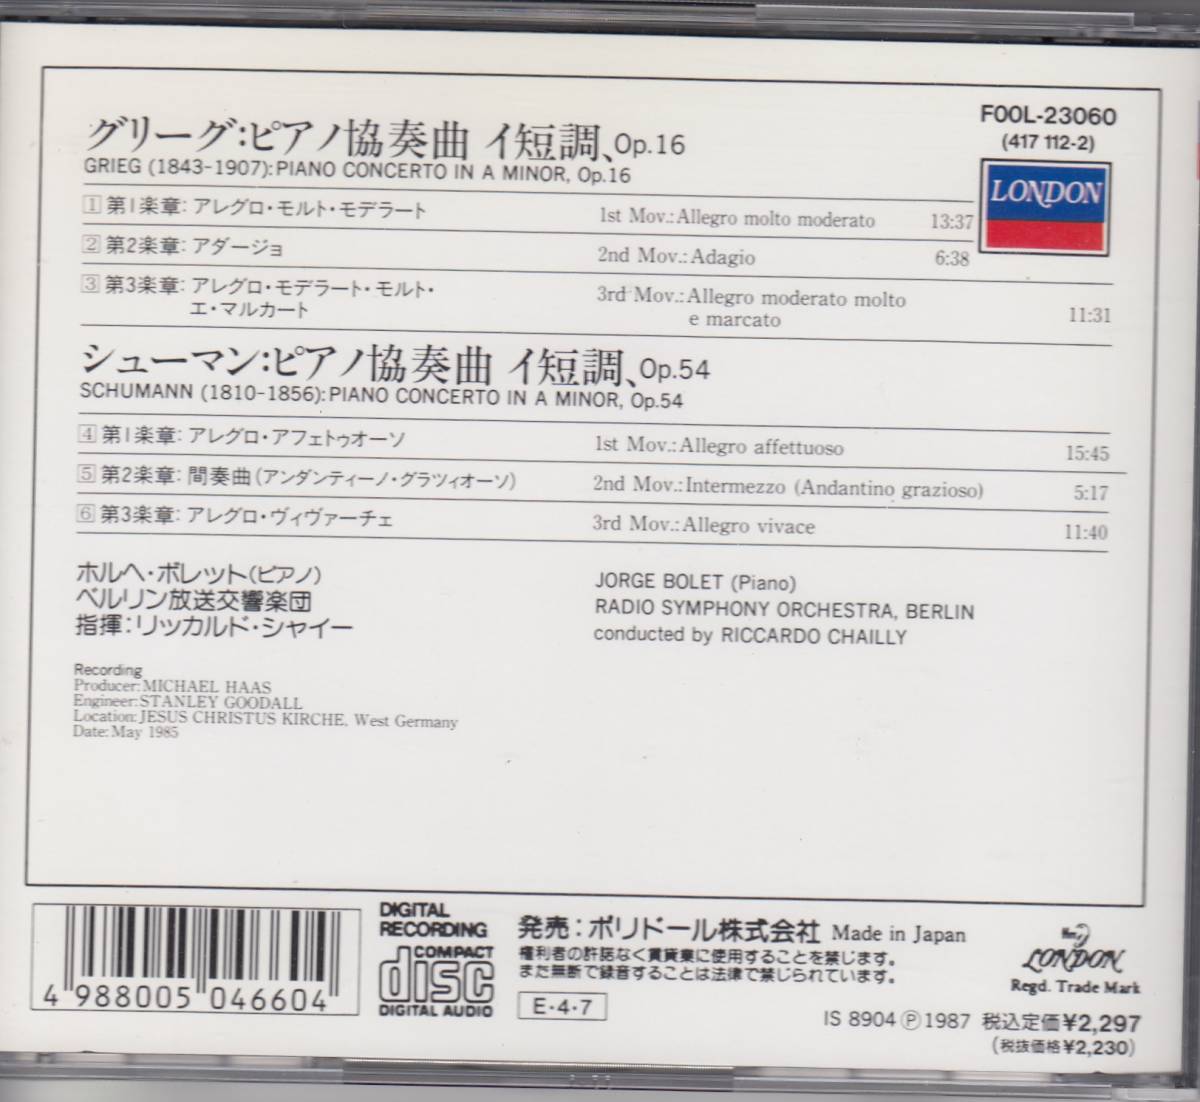 グリーグ:ピアノ協奏曲 イ短調、Op.16
GRIEG (1843-1907): PIANO CONCERTO IN A MINOR, Op.16
1 第1楽章: アレグロ・モルト・モデラート 1st Mov.: Allegro molto moderato 13:37
2 第2楽章: アダージョ 2nd Mov.: Adagio 6:38
3 第3楽章: アレグロ・モデラート・モルト・ 3rd Mov.: Allegro moderato molto
エ・マルカート e marcato 11:31
F00L-23060
(417 112-2)
LONDON
シューマン:ピアノ協奏曲 イ短調、Op.54
SCHUMANN (1810-1856): PIANO CONCERTO IN A MINOR, Op.54
4 第1楽章: アレグロ・アフェトゥオーソ 1st Mov.: Allegro affettuoso 15:45
5 第2楽章: 間奏曲(アンダンティーノ・グラツィオーソ) 2nd Mov.: Intermezzo (Andantino grazioso) 5:17
6 第3楽章: アレグロ・ヴィヴァーチェ 3rd Mov.: Allegro vivace 11:40
ホルヘ・ボレット(ピアノ)
ベルリン放送交響楽団
指揮:リッカルド・シャイー
JORGE BOLET (Piano)
RADIO SYMPHONY ORCHESTRA, BERLIN
conducted by RICCARDO CHAILLY
Recording
Producer: MICHAEL HAAS
Engineer: STANLEY GOODALL
Location: JESUS CHRISTUS KIRCHE, West Germany
Date: May 1985
4 988005 046604
DIGITAL
RECORDING
COMPACT
disc
DIGITAL AUDIO
発売:ポリドール株式会社 Made in Japan
権利者の許諾なく賃貸業に使用することを禁じます。
また無断で録音することは法律で禁じられています。
E・4・7
LONDON
Regd. Trade Mark
IS 8904 Ⓟ 1987 税込定価¥2,297
(税抜価格¥2,230)